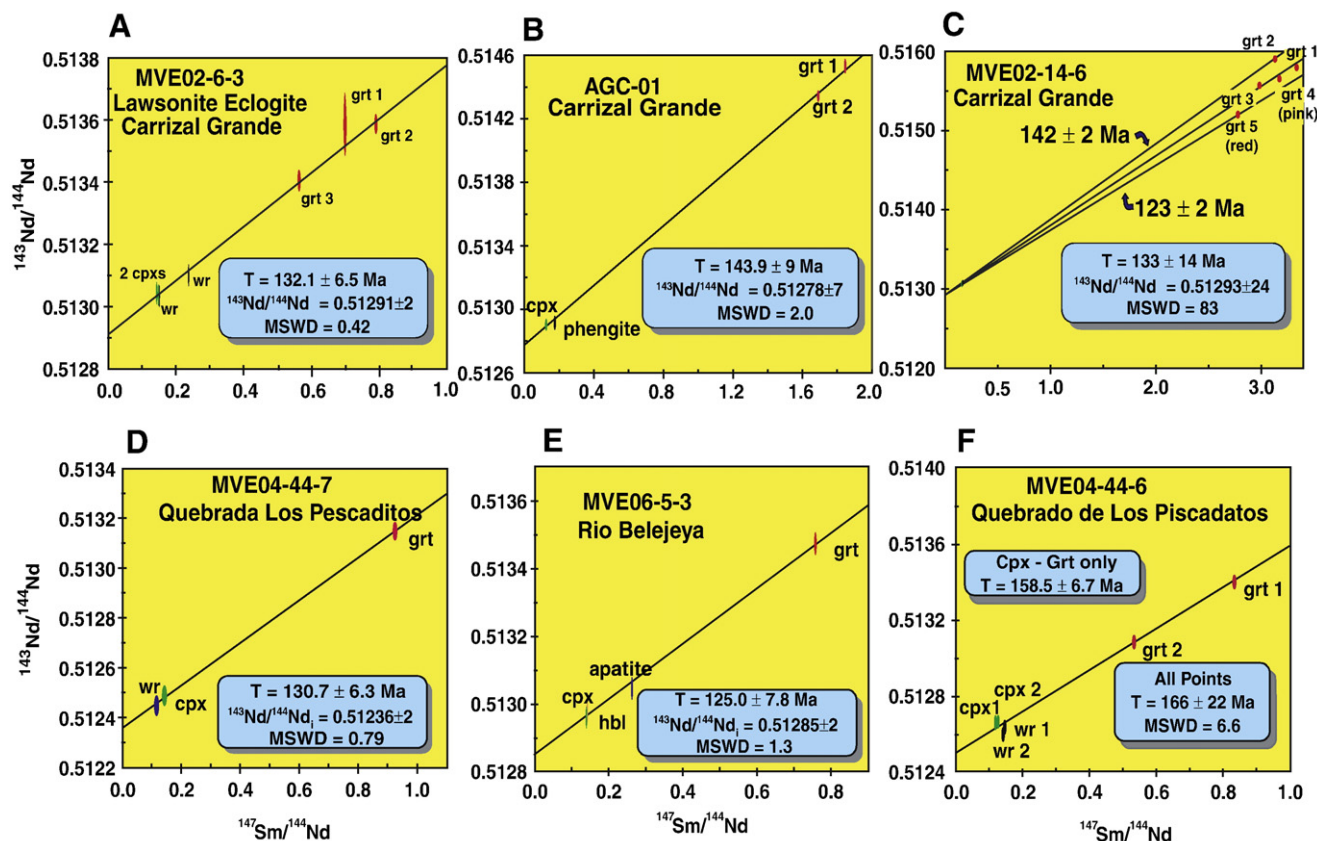 A
MVE02-6-3
Lawsonite Eclogite
Carrizal Grande
grt 1
grt 2
grt 3
2 cpxs
wr
wr
T = 132.1 ± 6.5 Ma
¹⁴³Nd/¹⁴⁴Nd = 0.51291±2
MSWD = 0.42
¹⁴³Nd/¹⁴⁴Nd
0.5138
0.5136
0.5134
0.5132
0.5130
0.5128
0.0 0.2 0.4 0.6 0.8 1.0
B
AGC-01
Carrizal Grande
grt 1
grt 2
cpx
phengite
T = 143.9 ± 9 Ma
¹⁴³Nd/¹⁴⁴Nd = 0.51278±7
MSWD = 2.0
0.5146
0.5142
0.5146
0.5134
0.5130
0.5126
0.0 0.4 0.8 1.2 1.6 2.0
C
MVE02-14-6
Carrizal Grande
grt 2
grt 1
grt 3
grt 4
(pink)
grt 5
(red)
142 ± 2 Ma
123 ± 2 Ma
T = 133 ± 14 Ma
¹⁴³Nd/¹⁴⁴Nd = 0.51293±24
MSWD = 83
0.5160
0.5150
0.5140
0.5130
0.5120
0.5 1.0 2.0 3.0
D
MVE04-44-7
Quebrada Los Pescaditos
grt
wr
cpx
T = 130.7 ± 6.3 Ma
¹⁴³Nd/¹⁴⁴Ndᵢ = 0.51236±2
MSWD = 0.79
¹⁴³Nd/¹⁴⁴Nd
0.5134
0.5132
0.5130
0.5128
0.5126
0.5124
0.5122
0.0 0.2 0.4 0.6 0.8 1.0
¹⁴⁷Sm/¹⁴⁴Nd
E
MVE06-5-3
Rio Belejeya
grt
apatite
cpx
hbl
T = 125.0 ± 7.8 Ma
¹⁴³Nd/¹⁴⁴Ndᵢ = 0.51285±2
MSWD = 1.3
0.5136
0.5134
0.5132
0.5130
0.5128
0.0 0.2 0.4 0.6 0.8
¹⁴⁷Sm/¹⁴⁴Nd
F
MVE04-44-6
Quebrado de Los Piscadatos
Cpx - Grt only
T = 158.5 ± 6.7 Ma
grt 1
grt 2
cpx 2
cpx1
wr 1
wr 2
All Points
T = 166 ± 22 Ma
MSWD = 6.6
0.5140
0.5136
0.5132
0.5128
0.5124
0.0 0.2 0.4 0.6 0.8 1.0
¹⁴⁷Sm/¹⁴⁴Nd